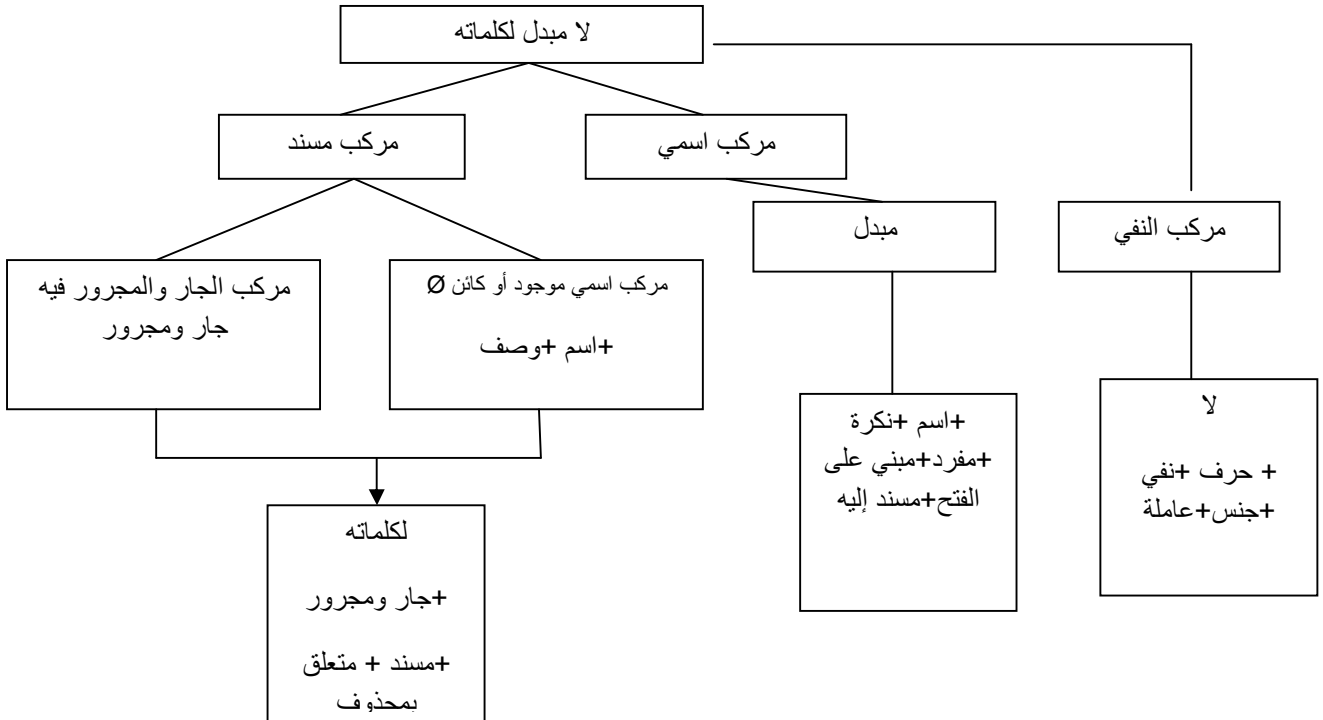 لا مبدل لكلماته
مركب اسمي
مركب مسند
مركب النفي
مبدل
مركب اسمي موجود أو كائن Ø
+اسم +وصف
مركب الجار والمجرور فيه
جار ومجرور
لا
+ حرف +نفي
+جنس+عاملة
+اسم +نكرة
+مفرد+مبني على
الفتح+مسند إليه
لكلماته
+جار ومجرور
+مسند + متعلق
بمحذوف